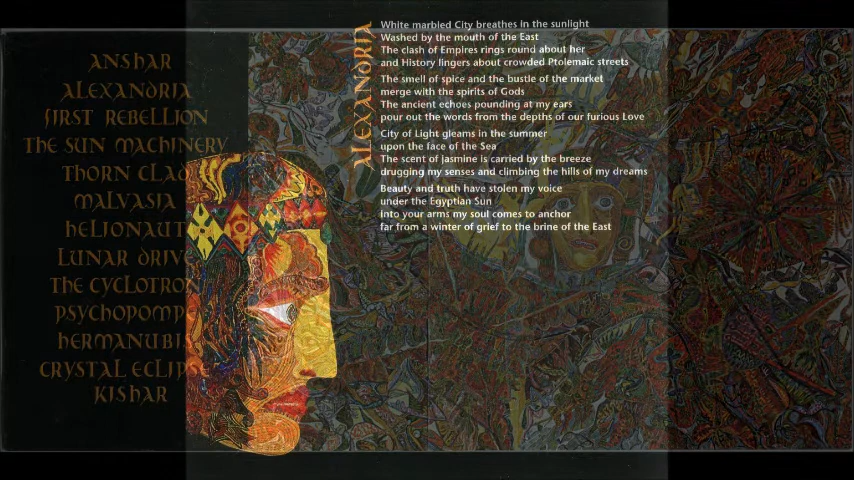 ANSHAR
ALEXANDRIA
FIRST REBELLION
THE SUN MACHINERY
THORN CLAD
MALVASIA
HELIONAUT
LUNAR DRIVE
THE CYCLOTRON
PSYCHOPOMPE
HERMANUBIS
CRYSTAL ECLIPSE
KISHAR
ALEXANDRIA
White marbled City breathes in the sunlight
Washed by the mouth of the East
The clash of Empires rings round about her
and History lingers about crowded Ptolemaic streets
The smell of spice and the bustle of the market
merge with the spirits of Gods
The ancient echoes pounding at my ears
pour out the words from the depths of our furious Love
City of Light gleams in the summer
upon the face of the Sea
The scent of Jasmine is carried by the breeze
drugging my senses and climbing the hills of my dreams
Beauty and truth have stolen my voice
under the Egyptian Sun
into your arms my soul comes to anchor
far from a winter of grief to the brine of the East